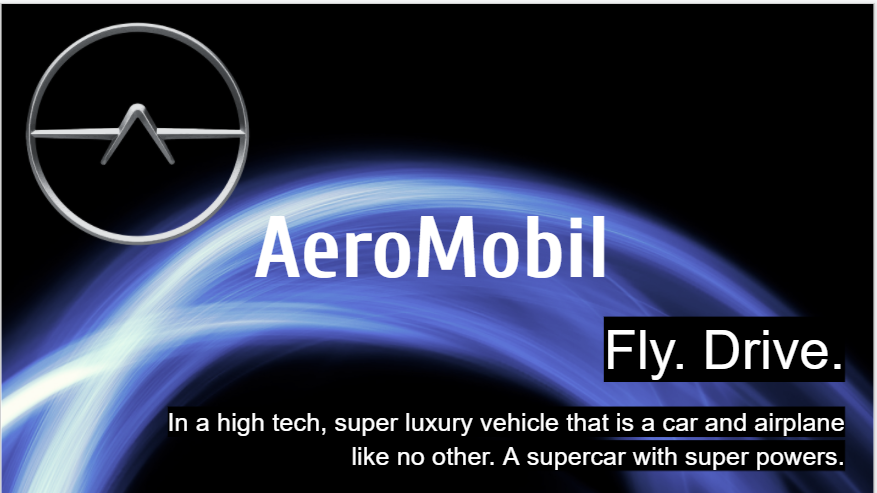 AeroMobil
Fly. Drive.
In a high tech, super luxury vehicle that is a car and airplane
like no other. A supercar with super powers.